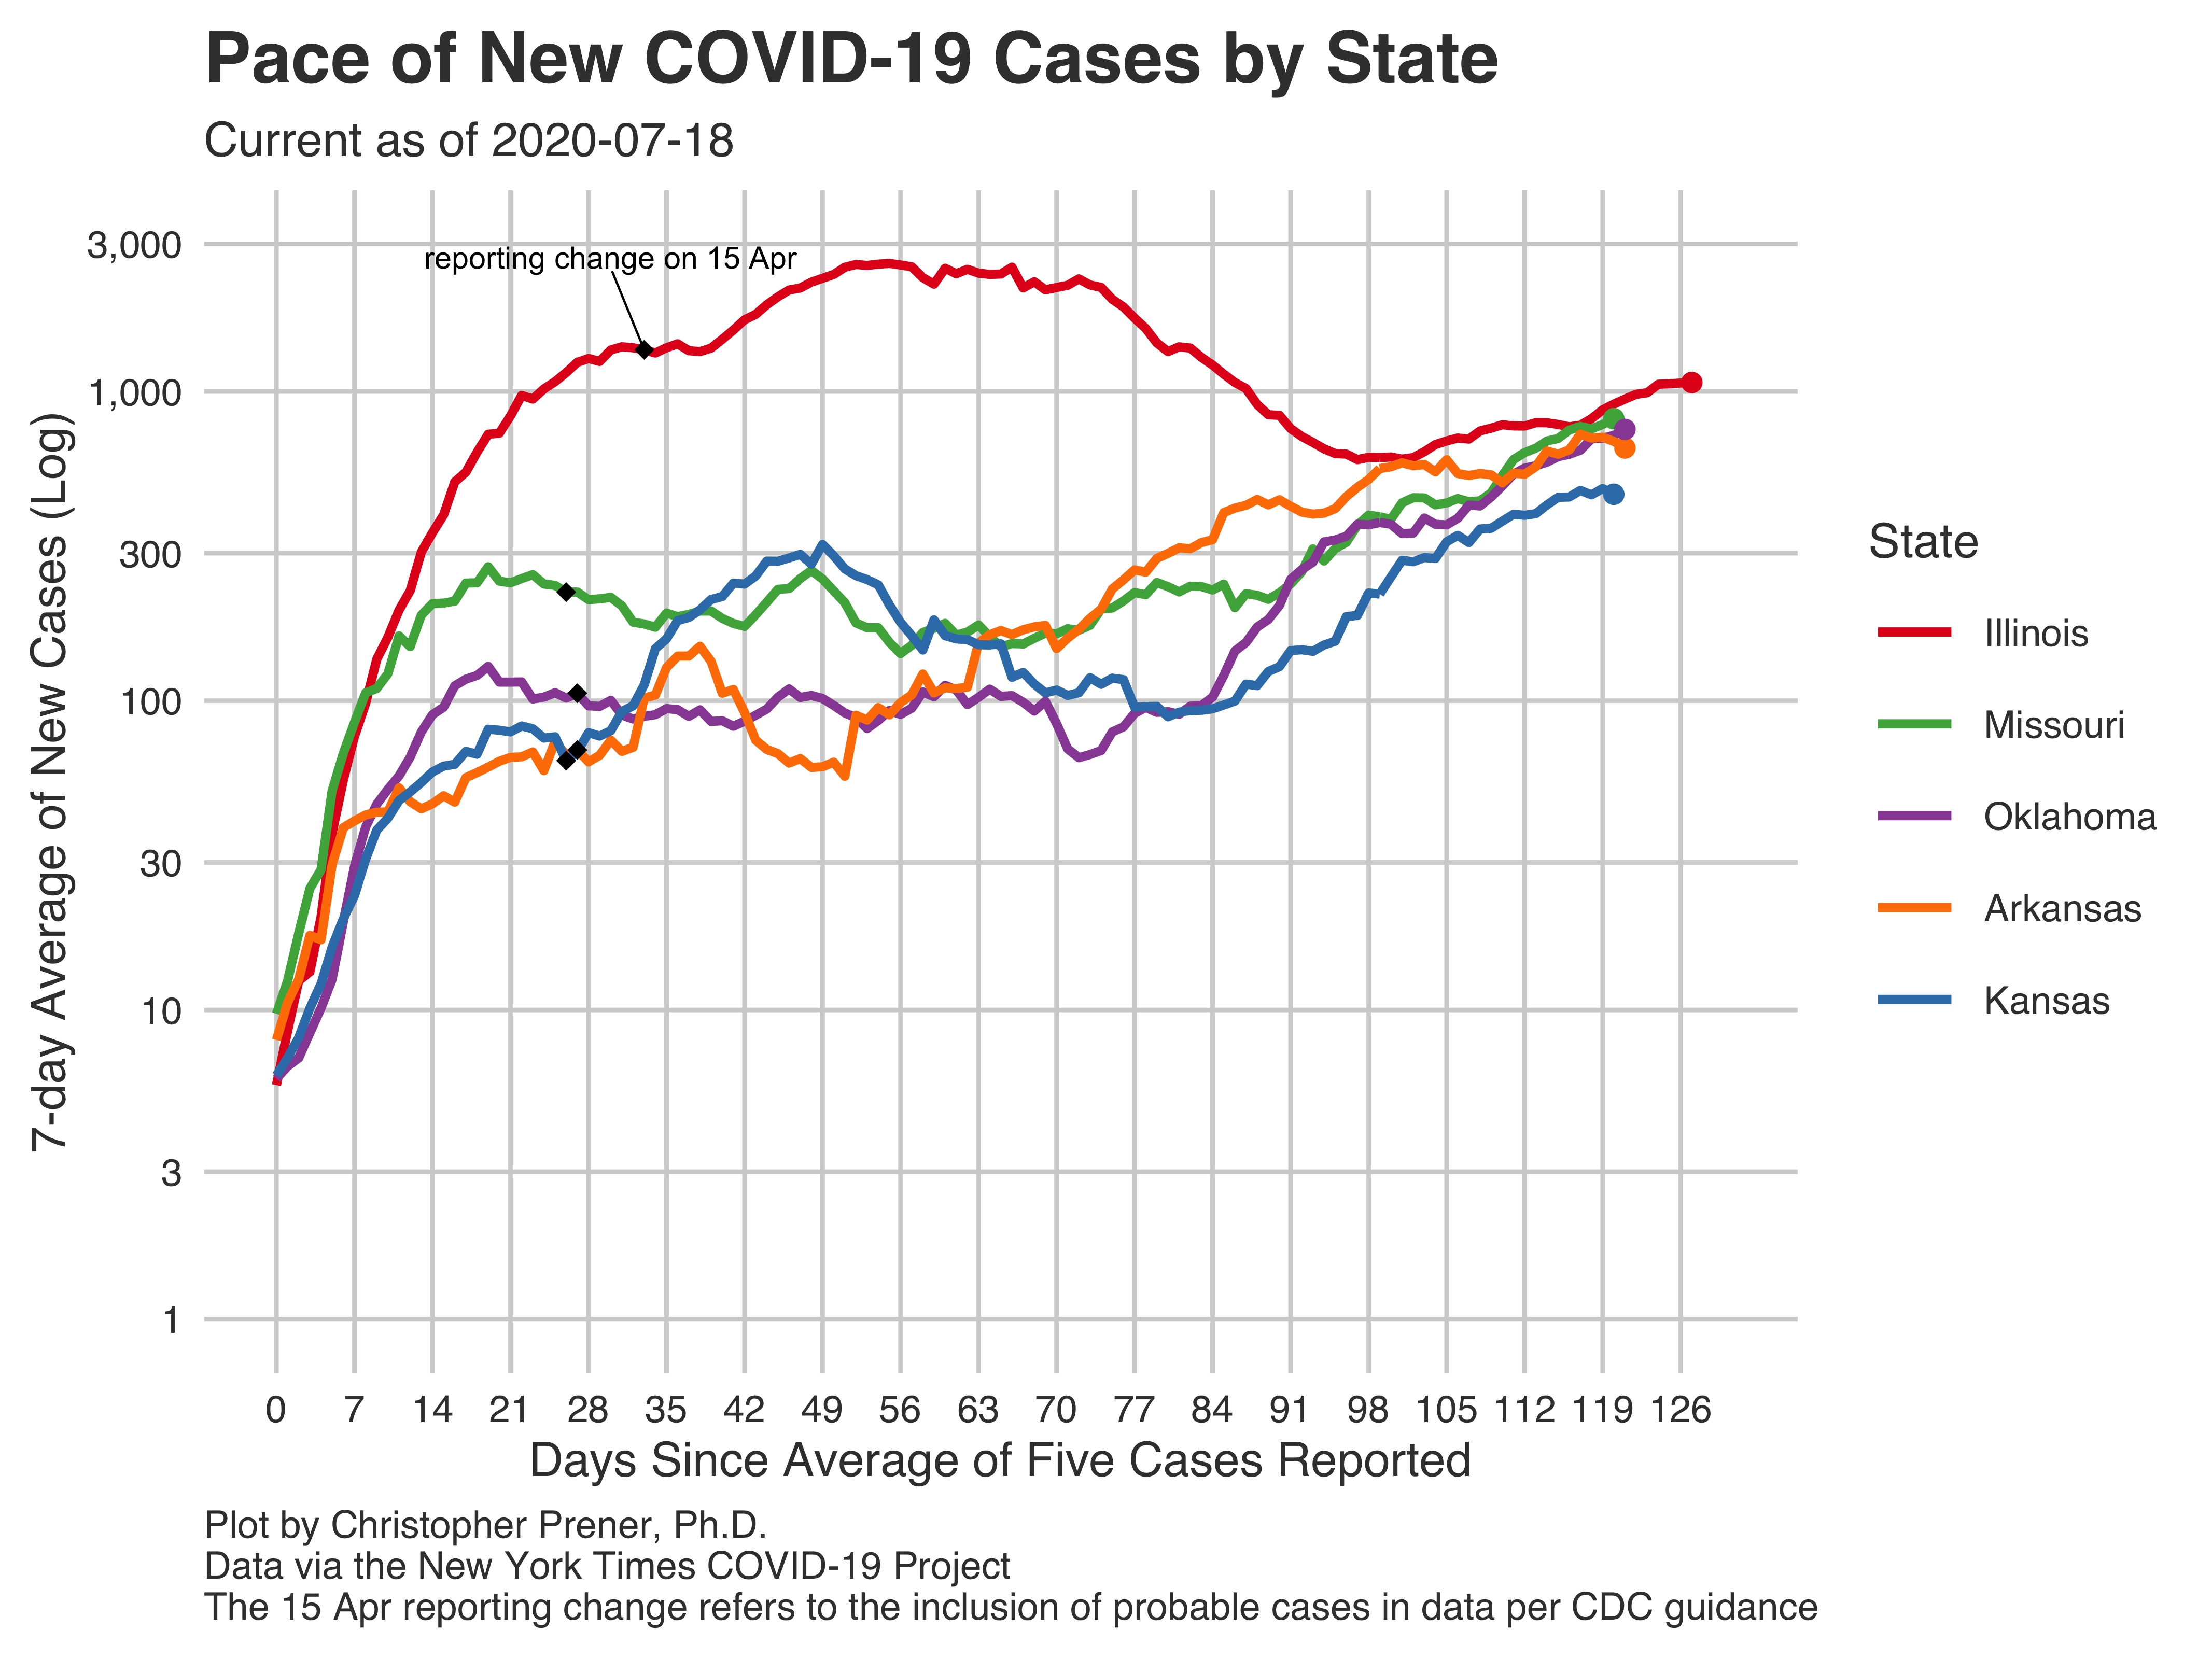 Pace of New COVID-19 Cases by State
Current as of 2020-07-18
7-day Average of New Cases (Log)
3,000
1,000
300
100
30
10
3
1
reporting change on 15 Apr
0 7 14 21 28 35 42 49 56 63 70 77 84 91 98 105 112 119 126
Days Since Average of Five Cases Reported
State
Illinois
Missouri
Oklahoma
Arkansas
Kansas
Plot by Christopher Prener, Ph.D.
Data via the New York Times COVID-19 Project
The 15 Apr reporting change refers to the inclusion of probable cases in data per CDC guidance